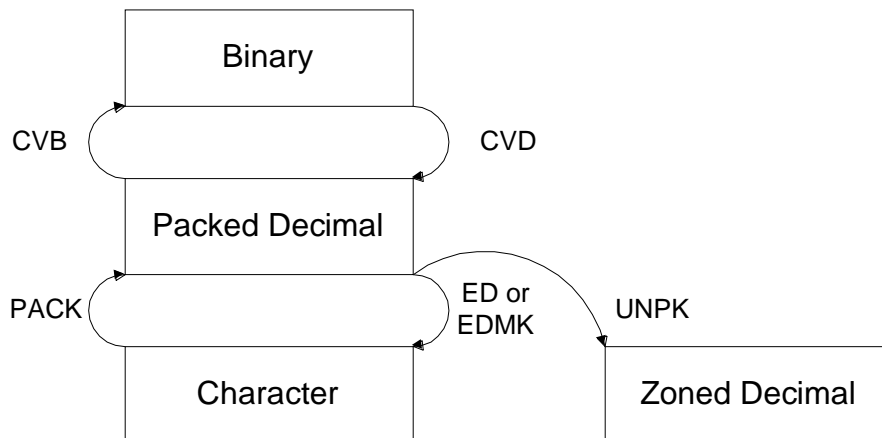 Binary
CVB
CVD
Packed Decimal
PACK
ED or
EDMK
UNPK
Character
Zoned Decimal